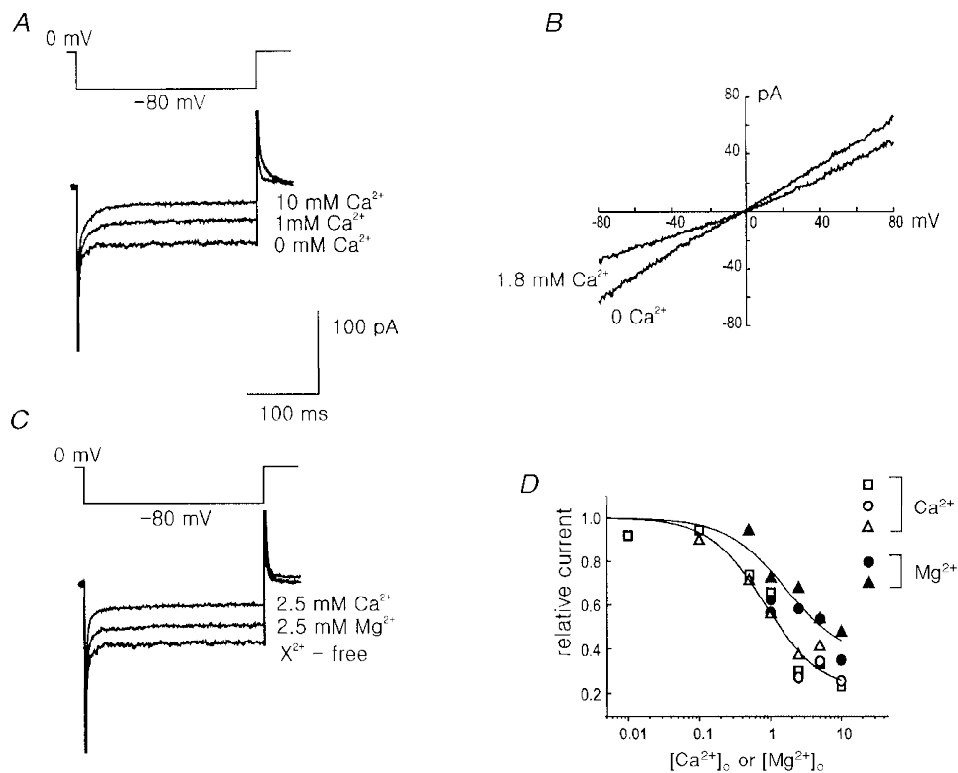 A
0 mV
−80 mV
10 mM Ca²⁺
1mM Ca²⁺
0 mM Ca²⁺
100 pA
100 ms
B
80
pA
40
-80
-40
0
40
80
mV
-40
-80
1.8 mM Ca²⁺
0 Ca²⁺
C
0 mV
−80 mV
2.5 mM Ca²⁺
2.5 mM Mg²⁺
X²⁺ − free
D
Ca²⁺
Mg²⁺
relative current
1.0
0.8
0.6
0.4
0.2
0.01
0.1
1
10
[Ca²⁺]ₒ or [Mg²⁺]ₒ